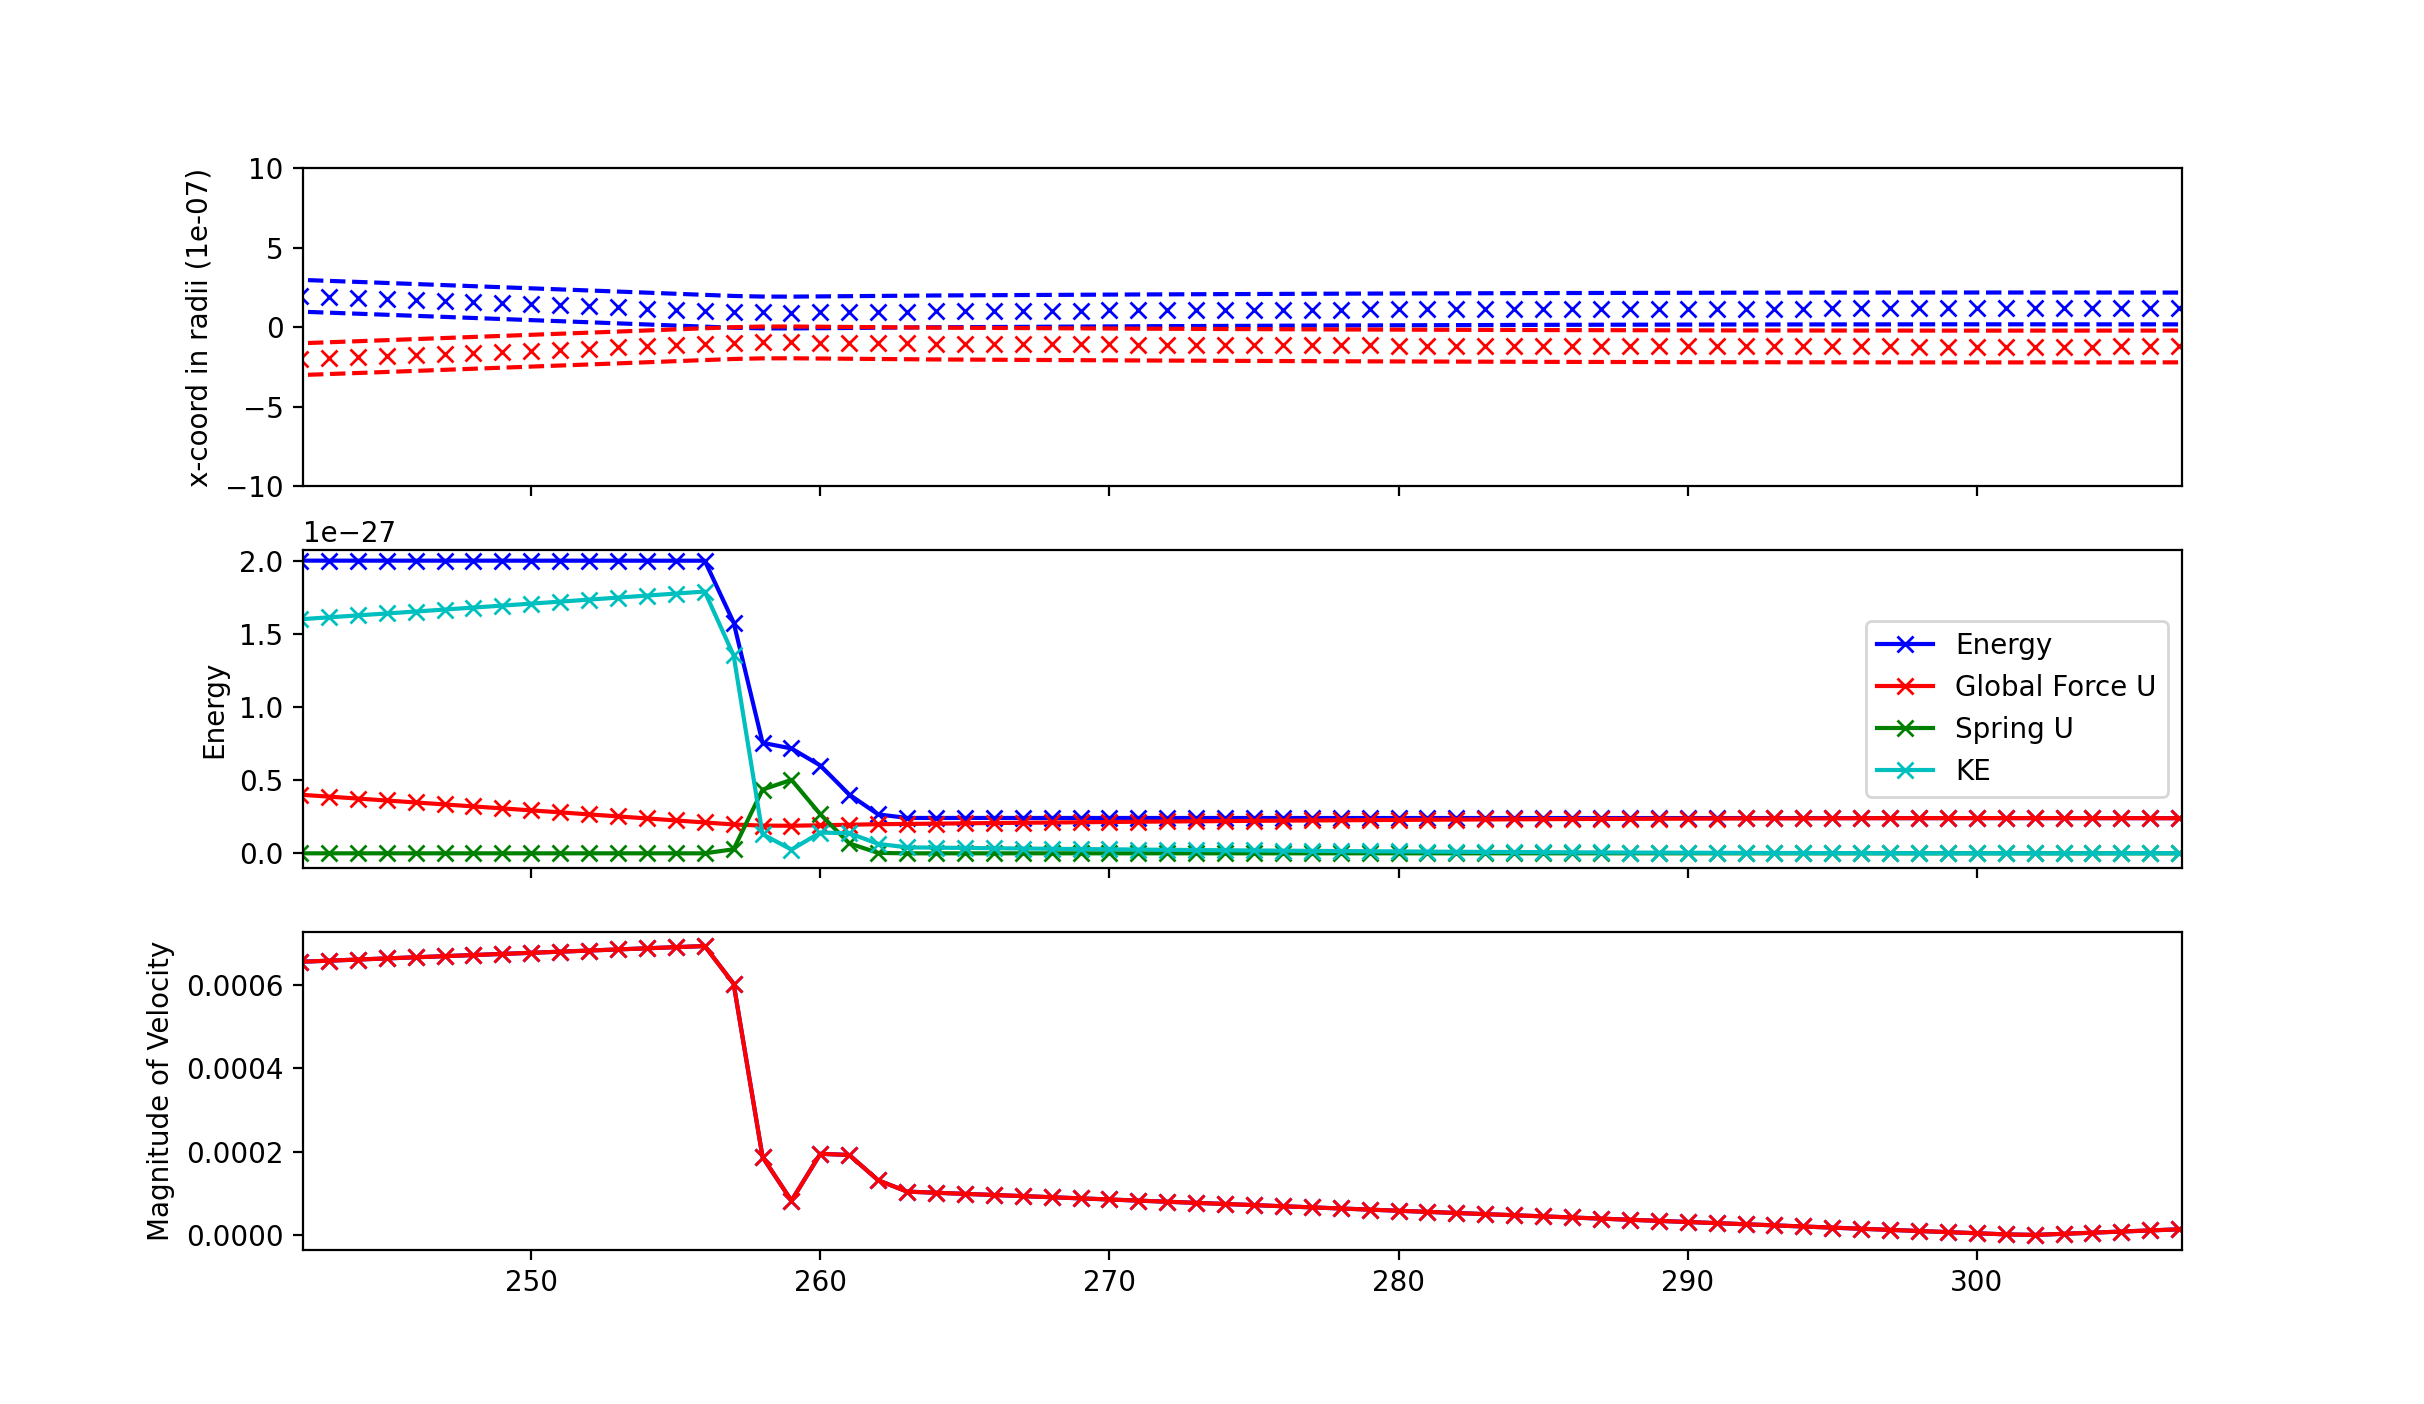 x-coord in radii (1e-07)
10
5
0
−5
−10
1e−27
Energy
2.0
1.5
1.0
0.5
0.0
Energy
Global Force U
Spring U
KE
Magnitude of Velocity
0.0006
0.0004
0.0002
0.0000
250 260 270 280 290 300